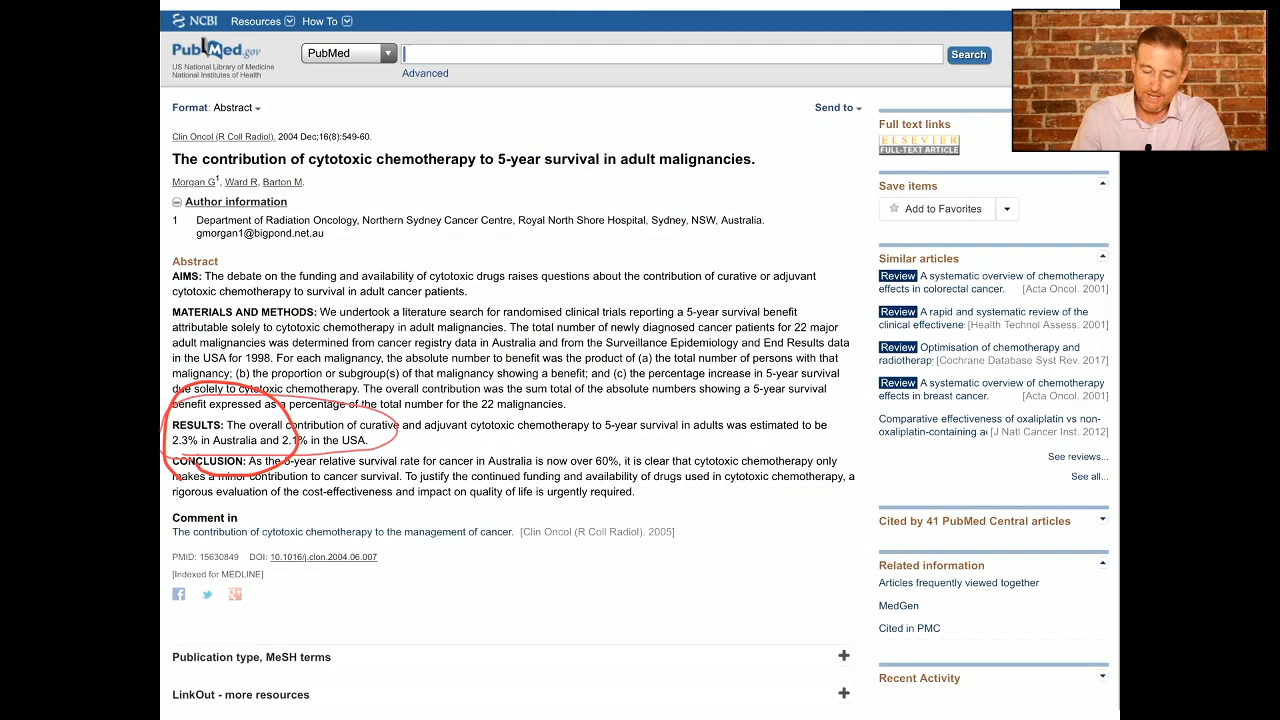 NCBI Resources How To
PubMed.gov
US National Library of Medicine
National Institutes of Health
PubMed
Search
Advanced
Format: Abstract
Send to
Clin Oncol (R Coll Radiol). 2004 Dec;16(8):549-60.
The contribution of cytotoxic chemotherapy to 5-year survival in adult malignancies.
Morgan G1, Ward R, Barton M.
Author information
1 Department of Radiation Oncology, Northern Sydney Cancer Centre, Royal North Shore Hospital, Sydney, NSW, Australia.
gmorgan1@bigpond.net.au
Abstract
AIMS: The debate on the funding and availability of cytotoxic drugs raises questions about the contribution of curative or adjuvant
cytotoxic chemotherapy to survival in adult cancer patients.
MATERIALS AND METHODS: We undertook a literature search for randomised clinical trials reporting a 5-year survival benefit
attributable solely to cytotoxic chemotherapy in adult malignancies. The total number of newly diagnosed cancer patients for 22 major
adult malignancies was determined from cancer registry data in Australia and from the Surveillance Epidemiology and End Results data
in the USA for 1998. For each malignancy, the absolute number to benefit was the product of (a) the total number of persons with that
malignancy; (b) the proportion or subgroup(s) of that malignancy showing a benefit; and (c) the percentage increase in 5-year survival
due solely to cytotoxic chemotherapy. The overall contribution was the sum total of the absolute numbers showing a 5-year survival
benefit expressed as a percentage of the total number for the 22 malignancies.
RESULTS: The overall contribution of curative and adjuvant cytotoxic chemotherapy to 5-year survival in adults was estimated to be
2.3% in Australia and 2.1% in the USA.
CONCLUSION: As the 5-year relative survival rate for cancer in Australia is now over 60%, it is clear that cytotoxic chemotherapy only
makes a minor contribution to cancer survival. To justify the continued funding and availability of drugs used in cytotoxic chemotherapy, a
rigorous evaluation of the cost-effectiveness and impact on quality of life is urgently required.
Comment in
The contribution of cytotoxic chemotherapy to the management of cancer. [Clin Oncol (R Coll Radiol). 2005]
PMID: 15630849 DOI: 10.1016/j.clon.2004.06.007
[Indexed for MEDLINE]
Publication type, MeSH terms
LinkOut - more resources
Full text links
ELSEVIER
FULL-TEXT ARTICLE
Save items
Add to Favorites
Similar articles
Review A systematic overview of chemotherapy
effects in colorectal cancer. [Acta Oncol. 2001]
Review A rapid and systematic review of the
clinical effectivene [Health Technol Assess. 2001]
Review Optimisation of chemotherapy and
radiotherap [Cochrane Database Syst Rev. 2017]
Review A systematic overview of chemotherapy
effects in breast cancer. [Acta Oncol. 2001]
Comparative effectiveness of oxaliplatin vs non-
oxaliplatin-containing a [J Natl Cancer Inst. 2012]
See reviews...
See all...
Cited by 41 PubMed Central articles
Related information
Articles frequently viewed together
MedGen
Cited in PMC
Recent Activity